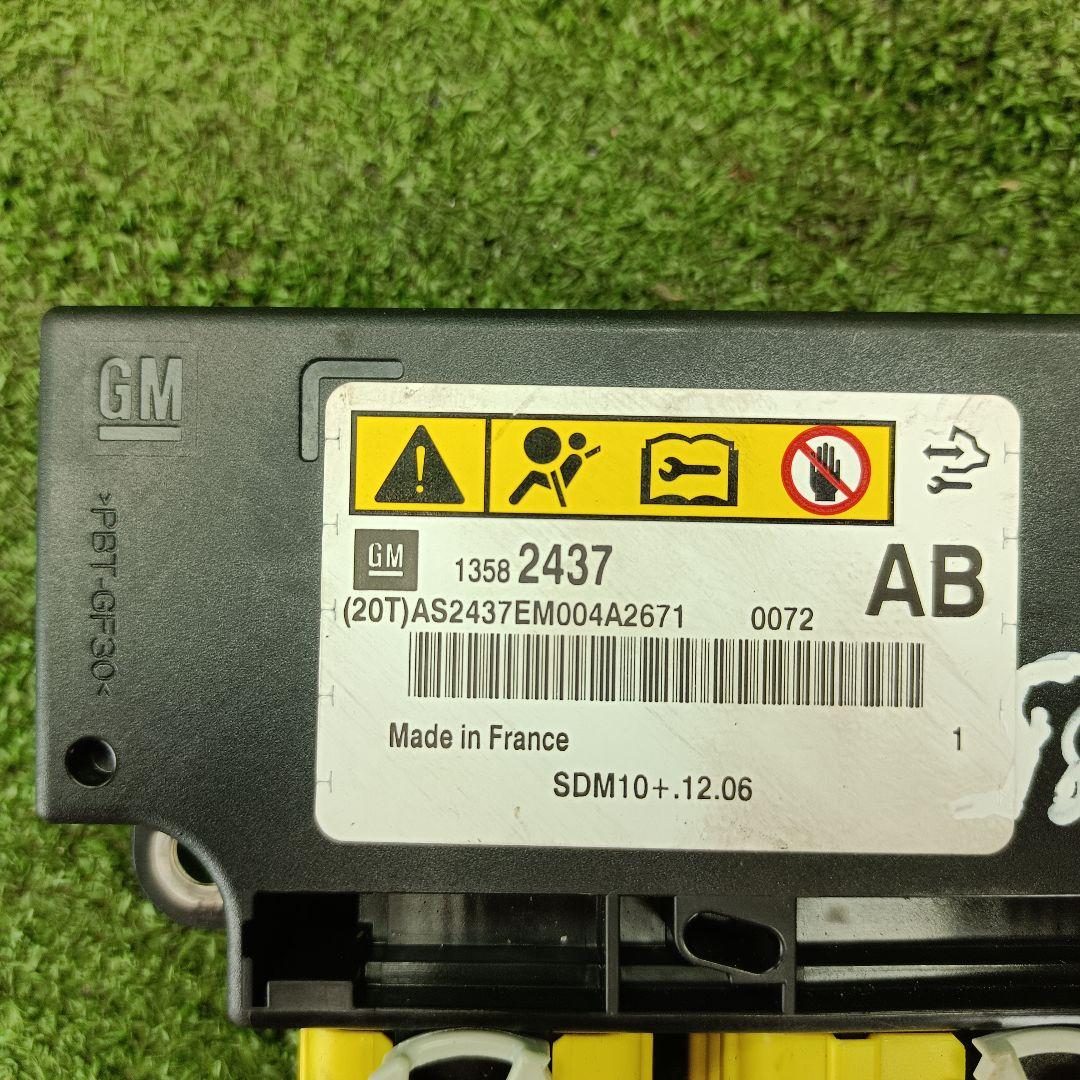 GM
>PBT-GF30<
GM 1358 2437 AB
(20T)AS2437EM004A2671 0072
Made in France 1
SDM10+.12.06